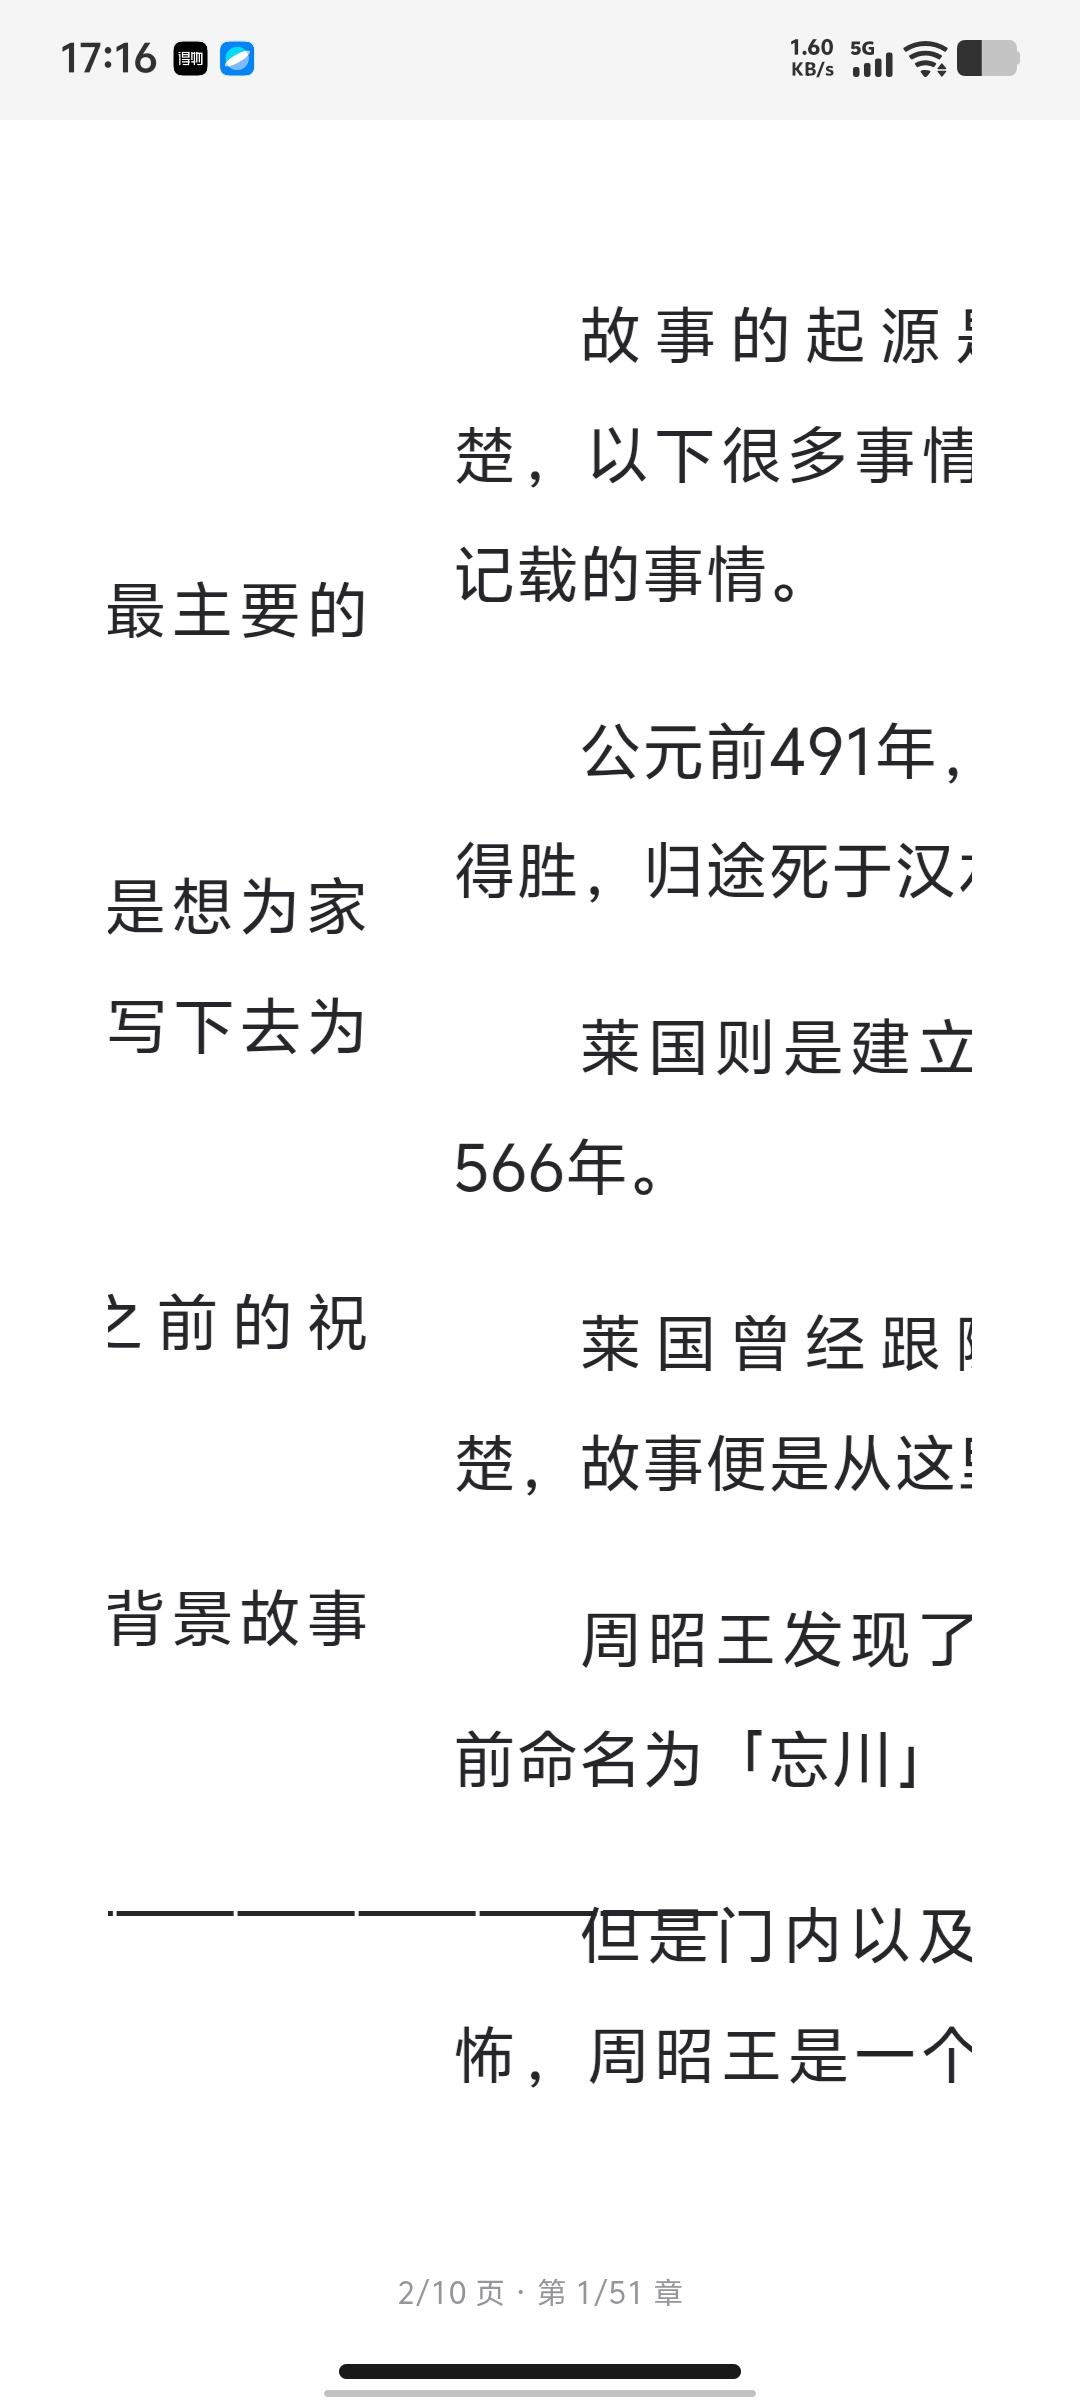 17:16
得物
1.60 KB/s
5G
最主要的
是想为家
写下去为
之前的祝
背景故事
故事的起源
楚，以下很多事情
记载的事情。
公元前491年，
得胜，归途死于汉
莱国则是建立
566年。
莱国曾经跟
楚，故事便是从这
周昭王发现了
前命名为「忘川」
但是门内以及
怖，周昭王是一个
2/10 页 · 第 1/51 章